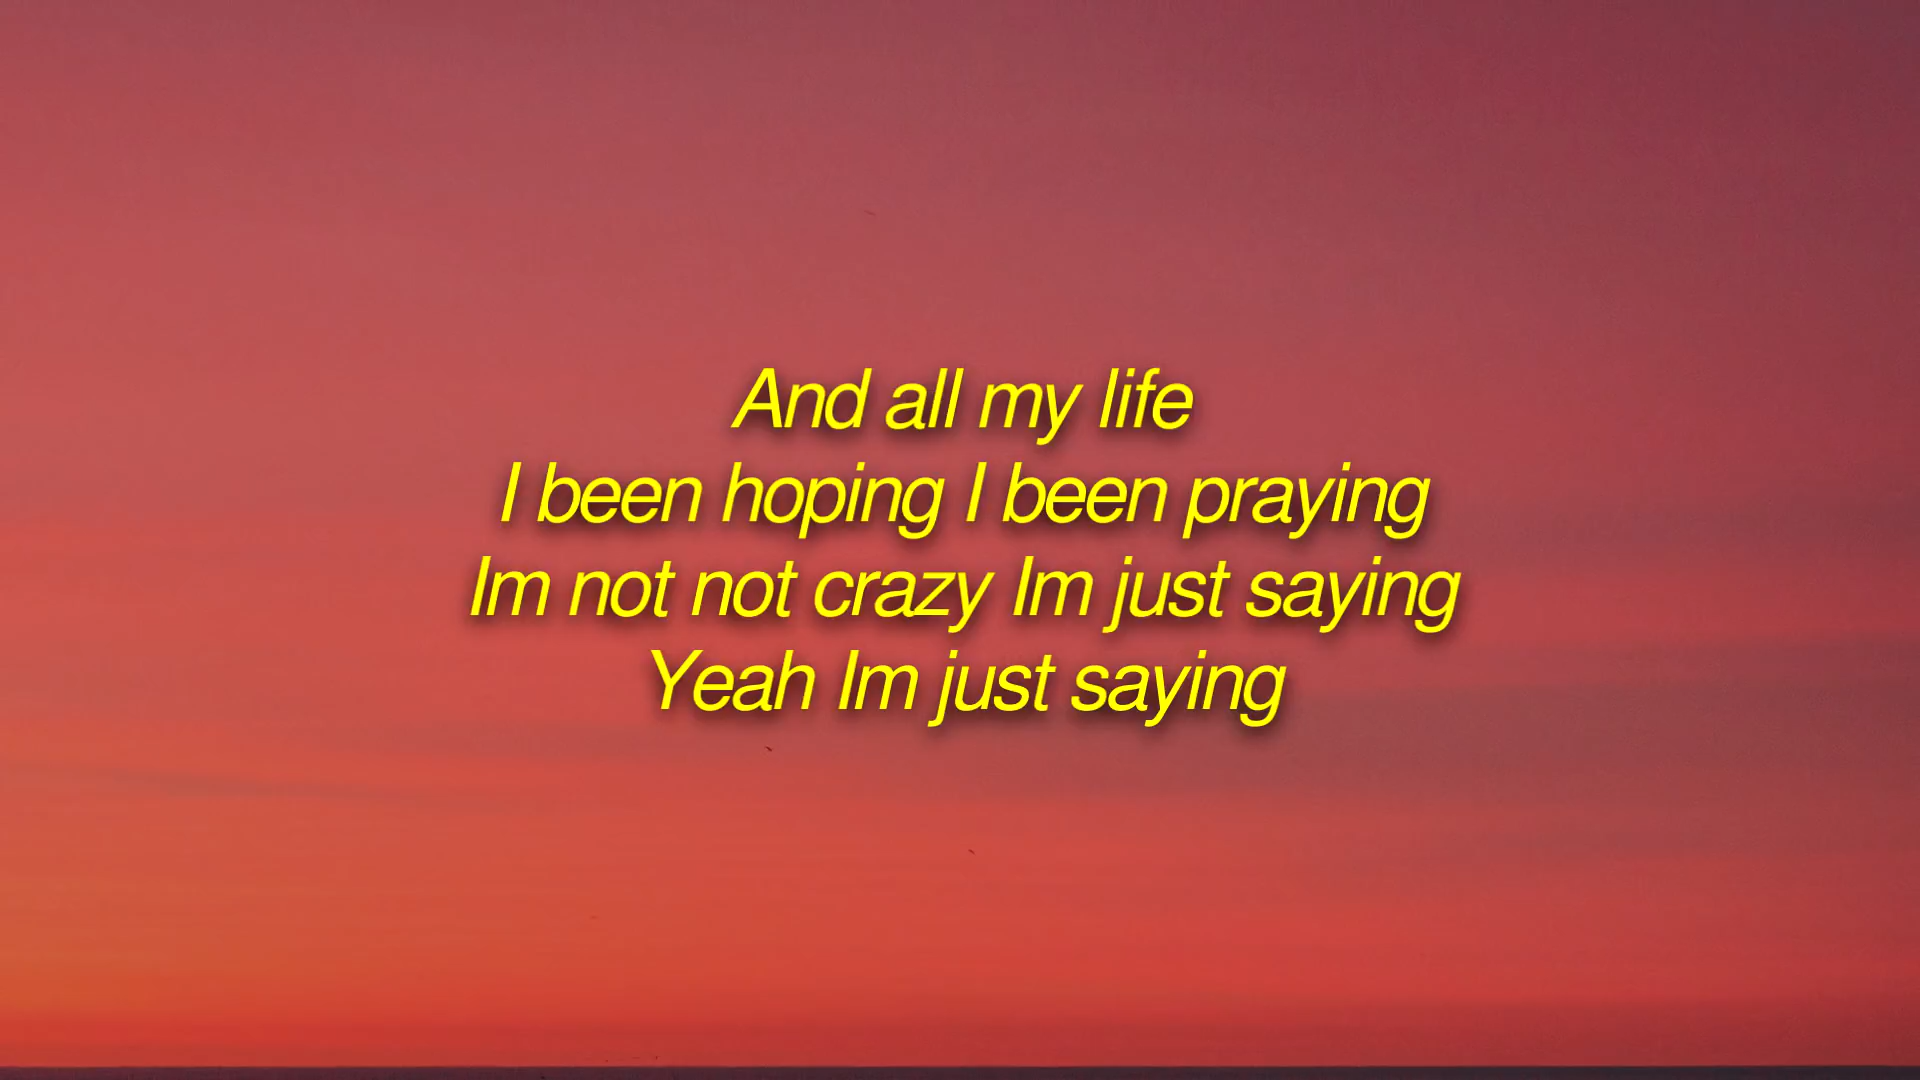 And all my life
I been hoping I been praying
Im not not crazy Im just saying
Yeah Im just saying